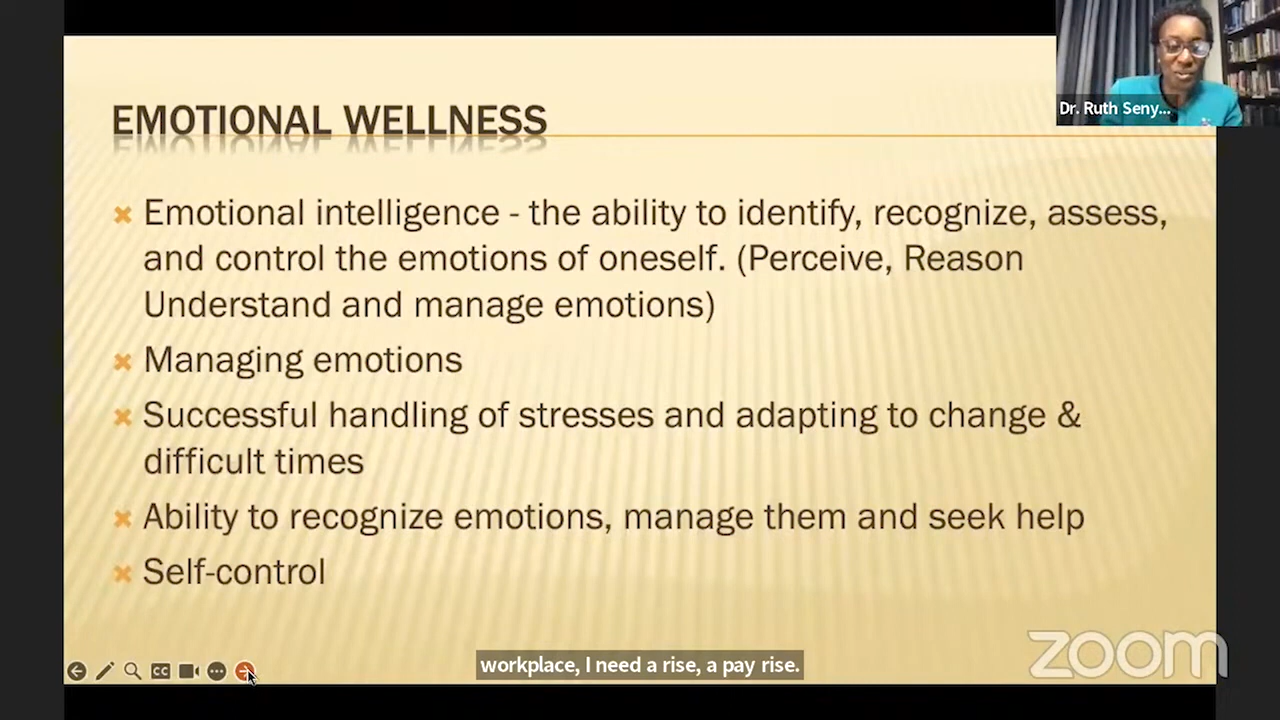 EMOTIONAL WELLNESS
Dr. Ruth Seny...
Emotional intelligence - the ability to identify, recognize, assess,
and control the emotions of oneself. (Perceive, Reason
Understand and manage emotions)
Managing emotions
Successful handling of stresses and adapting to change &
difficult times
Ability to recognize emotions, manage them and seek help
Self-control
CC
workplace, I need a rise, a pay rise.
zoom